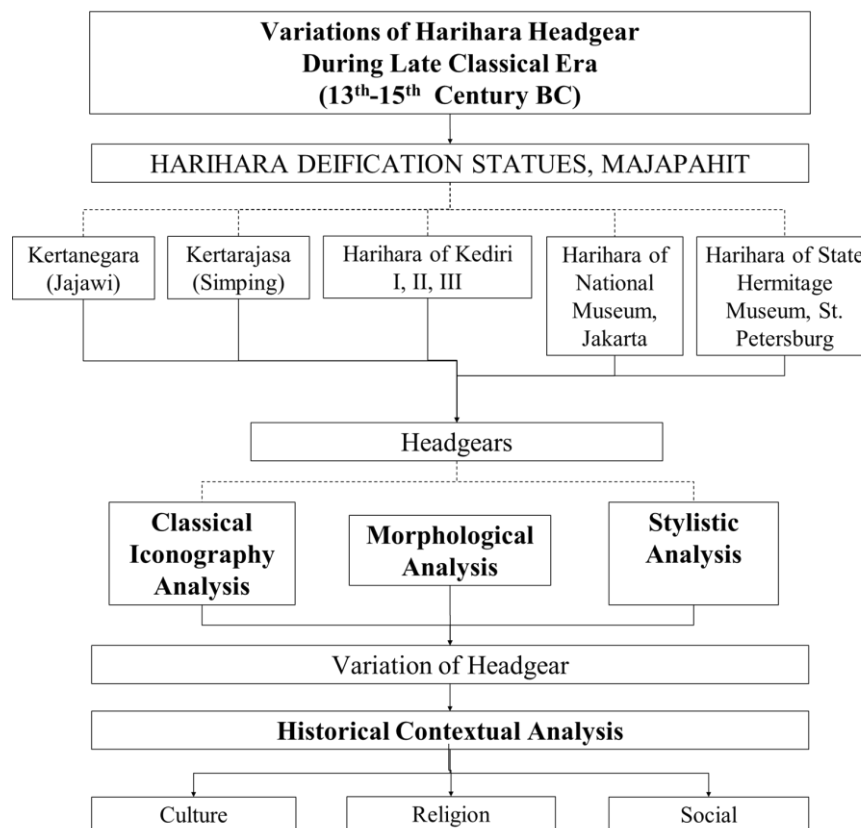 Variations of Harihara Headgear
During Late Classical Era
(13th-15th Century BC)
HARIHARA DEIFICATION STATUES, MAJAPAHIT
Kertanegara
(Jajawi)
Kertarajasa
(Simping)
Harihara of Kediri
I, II, III
Harihara of
National
Museum,
Jakarta
Harihara of State
Hermitage
Museum, St.
Petersburg
Headgears
Classical
Iconography
Analysis
Morphological
Analysis
Stylistic
Analysis
Variation of Headgear
Historical Contextual Analysis
Culture
Religion
Social